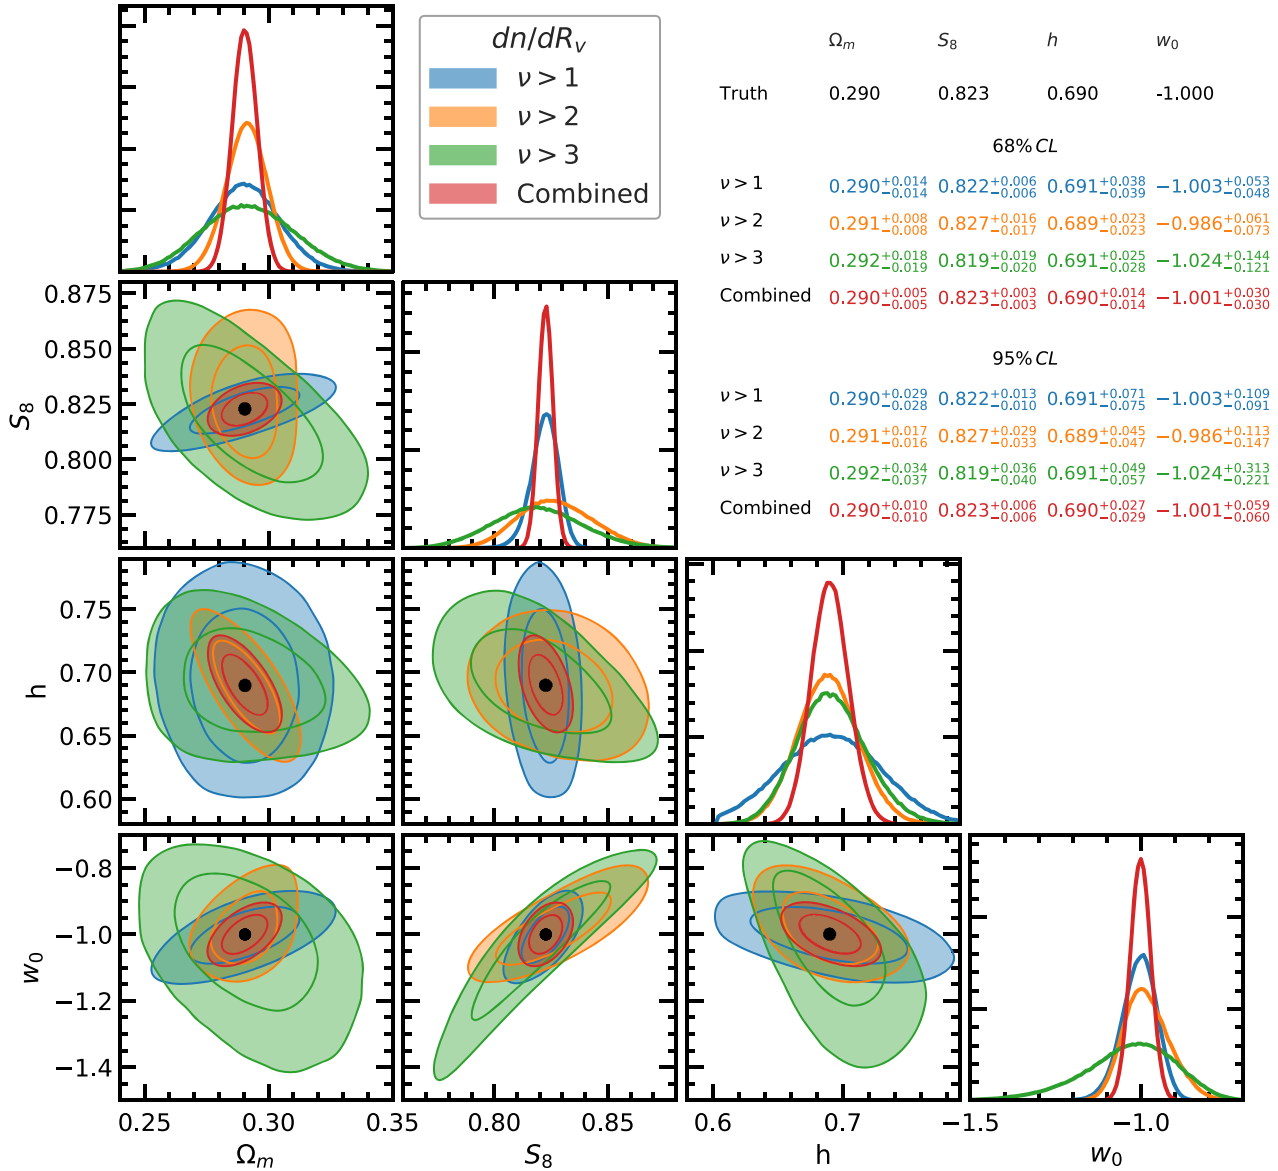 dn/dR_v
ν > 1
ν > 2
ν > 3
Combined
Ω_m S_8 h w_0
Truth 0.290 0.823 0.690 -1.000
68% CL
ν > 1 0.290^{+0.014}_{−0.014} 0.822^{+0.006}_{−0.006} 0.691^{+0.038}_{−0.039} −1.003^{+0.053}_{−0.048}
ν > 2 0.291^{+0.008}_{−0.008} 0.827^{+0.016}_{−0.017} 0.689^{+0.023}_{−0.023} −0.986^{+0.061}_{−0.073}
ν > 3 0.292^{+0.018}_{−0.019} 0.819^{+0.019}_{−0.020} 0.691^{+0.025}_{−0.028} −1.024^{+0.144}_{−0.121}
Combined 0.290^{+0.005}_{−0.005} 0.823^{+0.003}_{−0.003} 0.690^{+0.014}_{−0.014} −1.001^{+0.030}_{−0.030}
95% CL
ν > 1 0.290^{+0.029}_{−0.028} 0.822^{+0.013}_{−0.010} 0.691^{+0.071}_{−0.075} −1.003^{+0.109}_{−0.091}
ν > 2 0.291^{+0.017}_{−0.016} 0.827^{+0.029}_{−0.033} 0.689^{+0.045}_{−0.047} −0.986^{+0.113}_{−0.147}
ν > 3 0.292^{+0.034}_{−0.037} 0.819^{+0.036}_{−0.040} 0.691^{+0.049}_{−0.057} −1.024^{+0.313}_{−0.221}
Combined 0.290^{+0.010}_{−0.010} 0.823^{+0.006}_{−0.006} 0.690^{+0.027}_{−0.029} −1.001^{+0.059}_{−0.060}
0.875
0.850
0.825
0.800
0.775
S_8
0.75
0.70
0.65
0.60
h
−0.8
−1.0
−1.2
−1.4
w_0
0.25 0.30 0.35
Ω_m
0.80 0.85
S_8
0.6 0.7
h
−1.5 −1.0
w_0